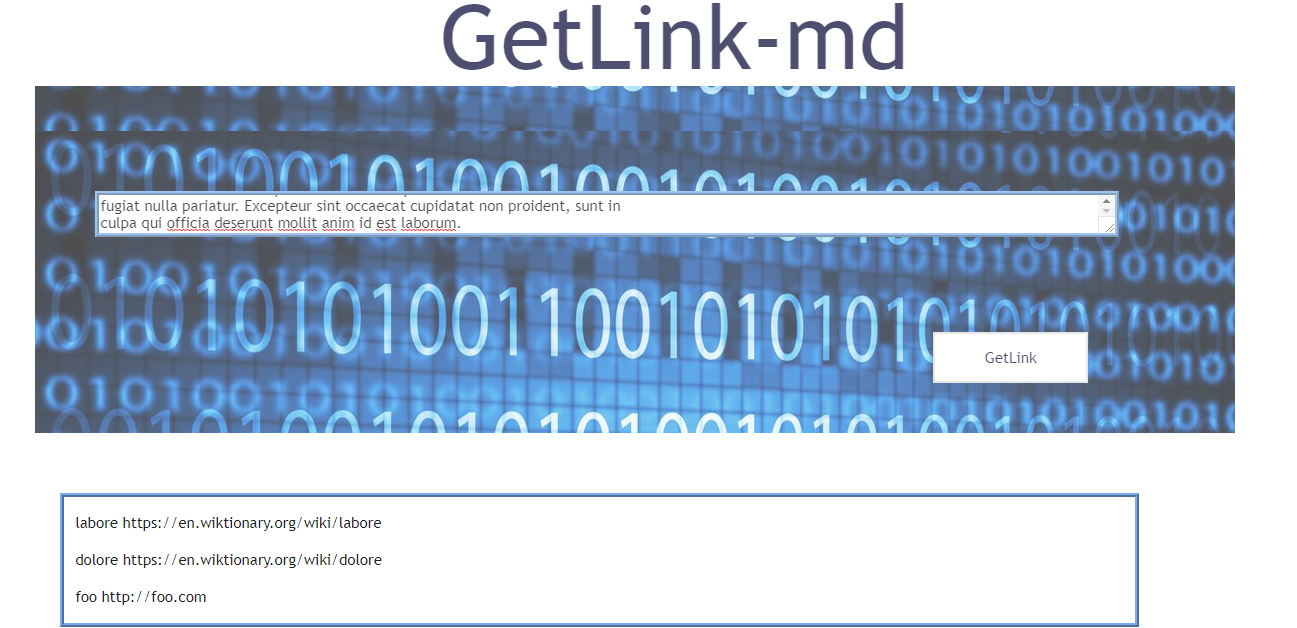 GetLink-md
fugiat nulla pariatur. Excepteur sint occaecat cupidatat non proident, sunt in
culpa qui officia deserunt mollit anim id est laborum.
GetLink
labore https://en.wiktionary.org/wiki/labore
dolore https://en.wiktionary.org/wiki/dolore
foo http://foo.com